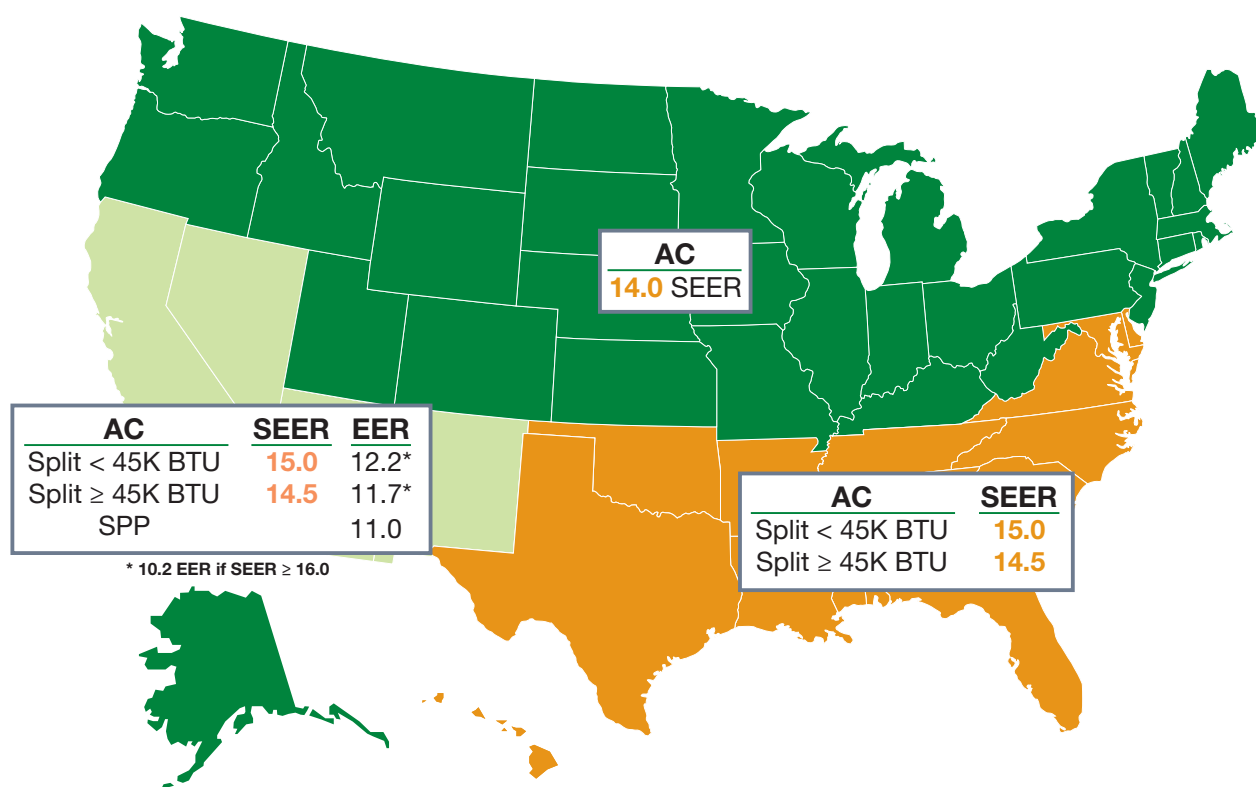 AC
14.0 SEER
AC SEER EER
Split < 45K BTU 15.0 12.2*
Split ≥ 45K BTU 14.5 11.7*
SPP 11.0
* 10.2 EER if SEER ≥ 16.0
AC SEER
Split < 45K BTU 15.0
Split ≥ 45K BTU 14.5